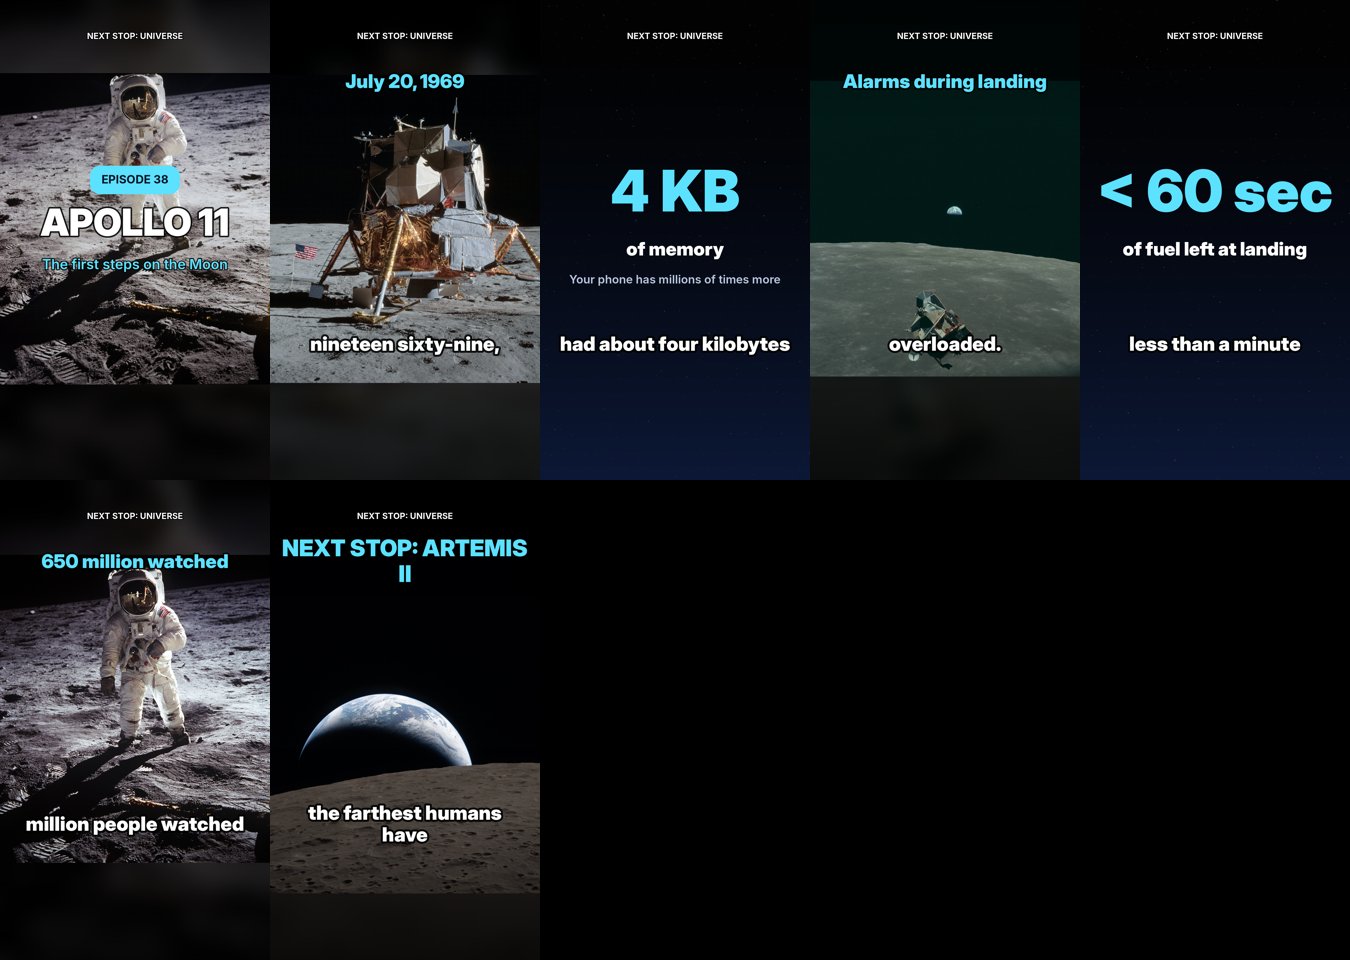 NEXT STOP: UNIVERSE
EPISODE 38
APOLLO 11
The first steps on the Moon
NEXT STOP: UNIVERSE
July 20, 1969
nineteen sixty-nine,
NEXT STOP: UNIVERSE
4 KB
of memory
Your phone has millions of times more
had about four kilobytes
NEXT STOP: UNIVERSE
Alarms during landing
overloaded.
NEXT STOP: UNIVERSE
< 60 sec
of fuel left at landing
less than a minute
NEXT STOP: UNIVERSE
650 million watched
million people watched
NEXT STOP: UNIVERSE
NEXT STOP: ARTEMIS
II
the farthest humans
have